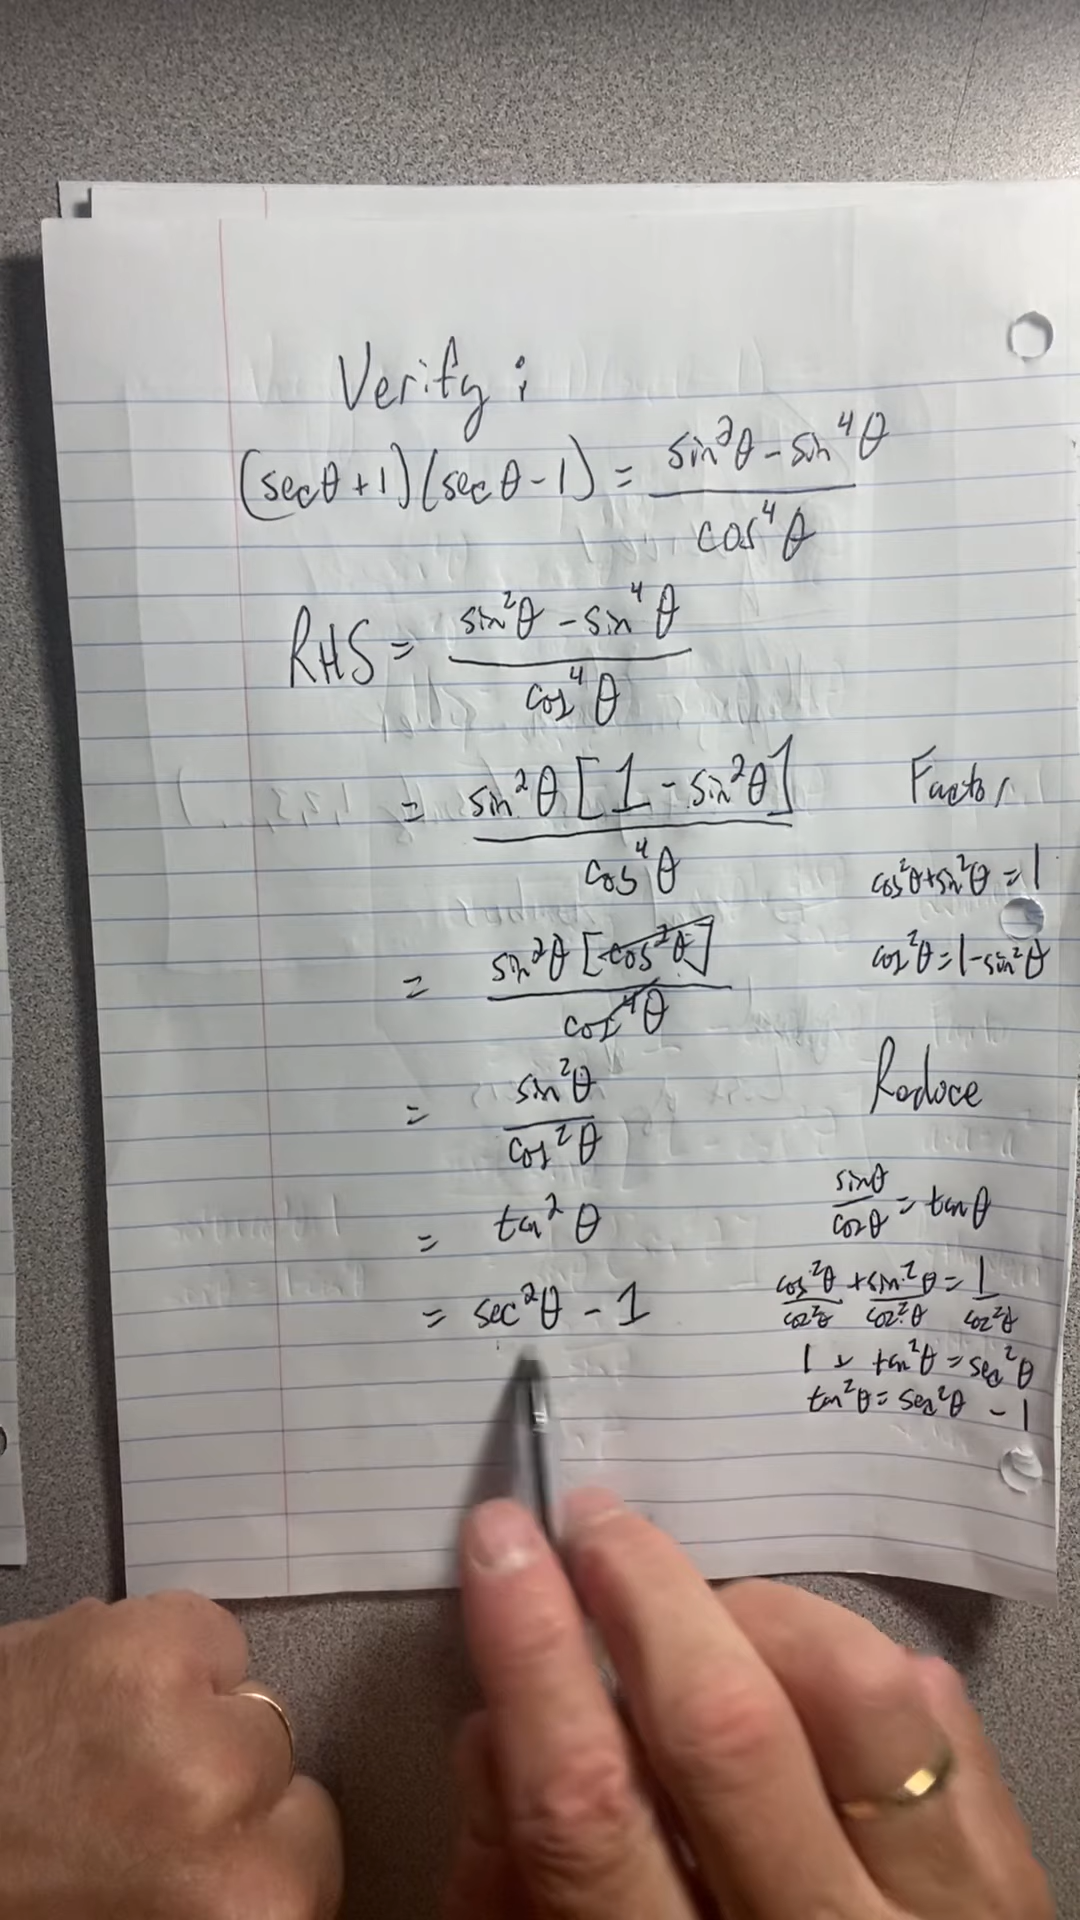 Verify:
(secθ+1)(secθ-1) = (sin²θ - sin⁴θ)/(cos⁴θ)
RHS = (sin²θ - sin⁴θ)/(cos⁴θ)
= sin²θ[1 - sin²θ]/(cos⁴θ) Factor
cos²θ+sin²θ = 1
= sin²θ[cos²θ]/(cos⁴θ) cos²θ = 1-sin²θ
= sin²θ/cos²θ Reduce
= tan²θ sinθ/cosθ = tanθ
= sec²θ - 1 cos²θ/cos²θ + sin²θ/cos²θ = 1/cos²θ
1 + tan²θ = sec²θ
tan²θ = sec²θ - 1